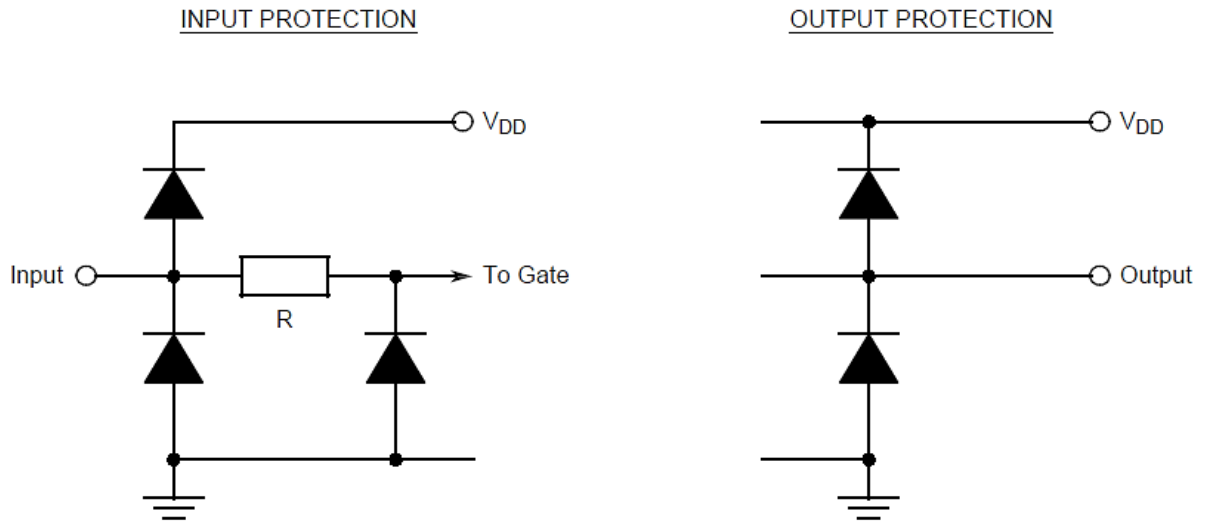 INPUT PROTECTION
OUTPUT PROTECTION
VDD
VDD
Input
To Gate
Output
R